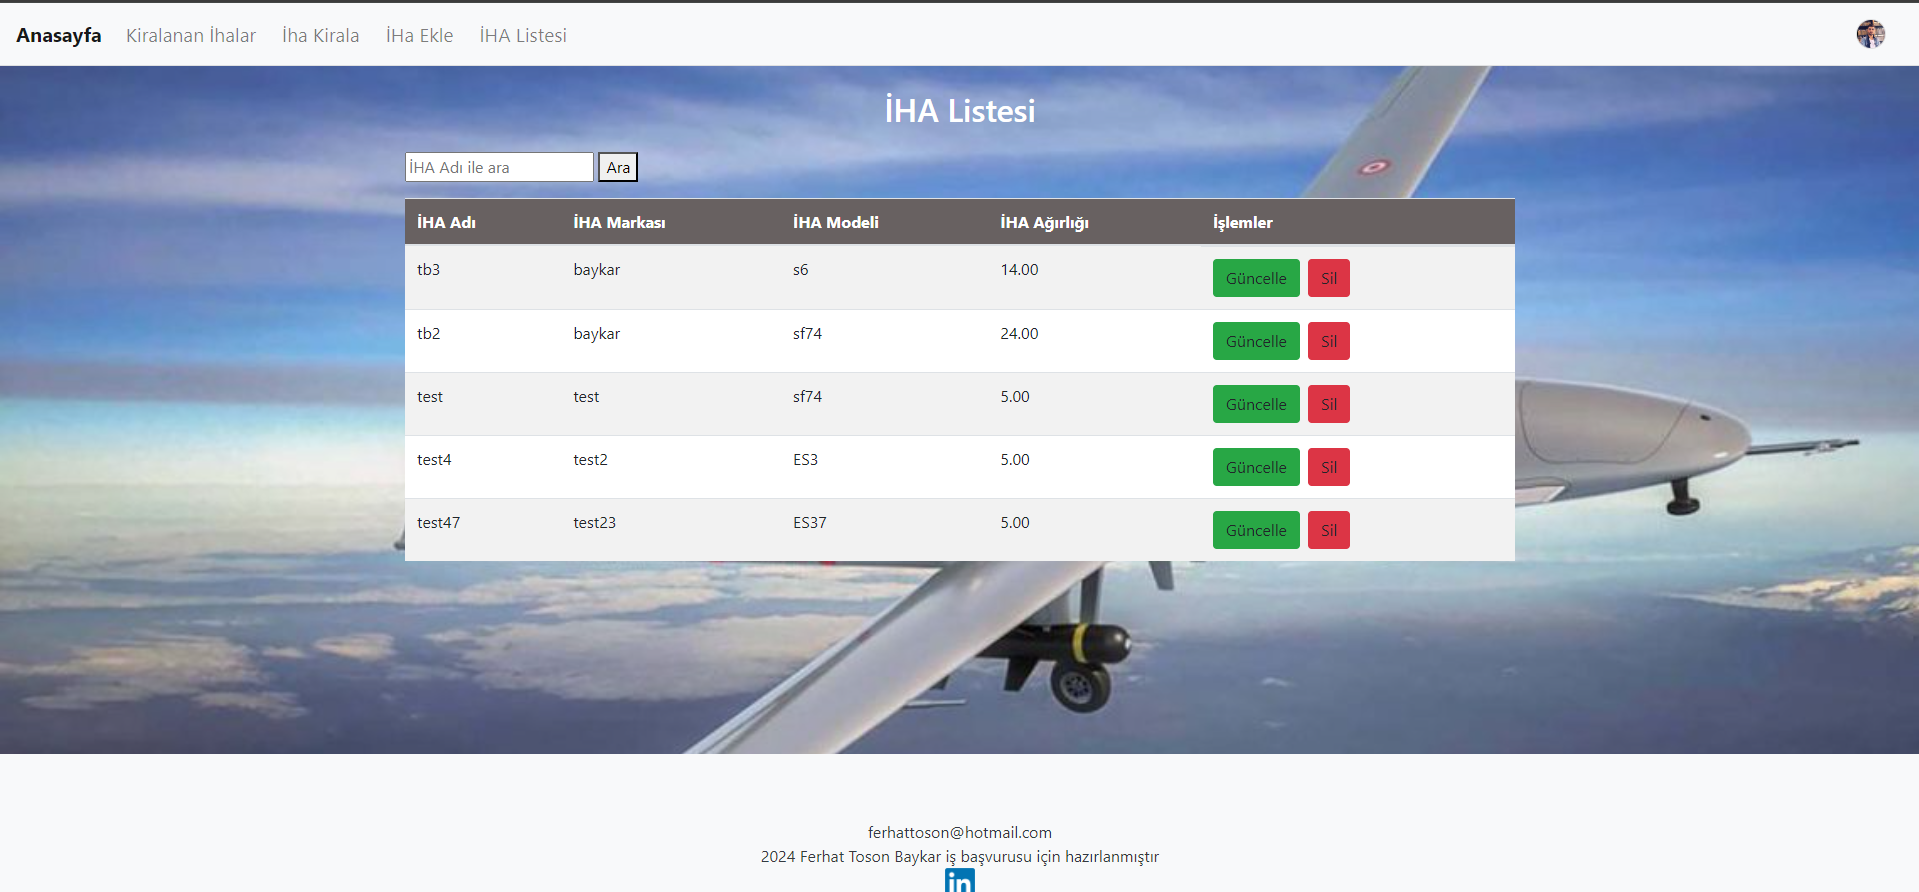 Anasayfa Kiralanan İhalar İha Kirala İHa Ekle İHA Listesi
İHA Listesi
İHA Adı ile ara Ara
İHA Adı İHA Markası İHA Modeli İHA Ağırlığı İşlemler
tb3 baykar s6 14.00 Güncelle Sil
tb2 baykar sf74 24.00 Güncelle Sil
test test sf74 5.00 Güncelle Sil
test4 test2 ES3 5.00 Güncelle Sil
test47 test23 ES37 5.00 Güncelle Sil
ferhattoson@hotmail.com
2024 Ferhat Toson Baykar iş başvurusu için hazırlanmıştır
in